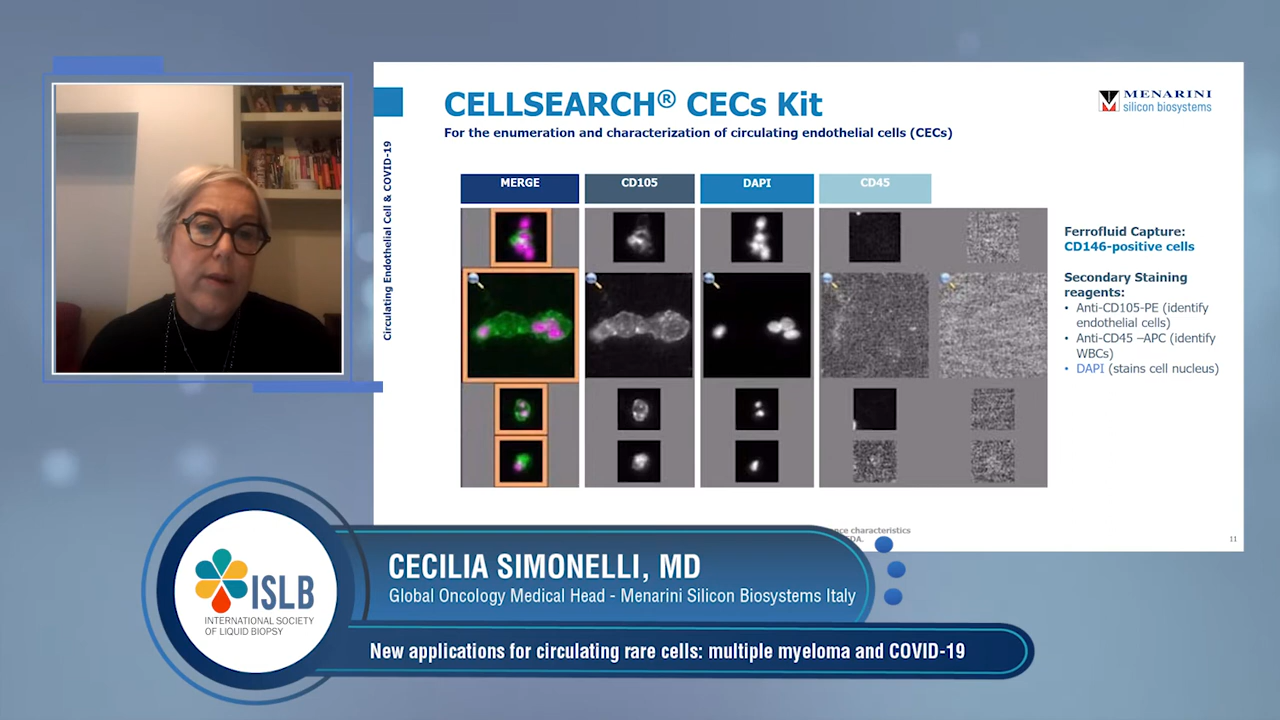 CELLSEARCH® CECs Kit
For the enumeration and characterization of circulating endothelial cells (CECs)
MENARINI
silicon biosystems
Circulating Endothelial Cell & COVID-19
MERGE
CD105
DAPI
CD45
Ferrofluid Capture:
CD146-positive cells
Secondary Staining
reagents:
• Anti-CD105-PE (identify
endothelial cells)
• Anti-CD45 –APC (identify
WBCs)
• DAPI (stains cell nucleus)
characteristics
11
CECILIA SIMONELLI, MD
Global Oncology Medical Head - Menarini Silicon Biosystems Italy
ISLB
INTERNATIONAL SOCIETY
OF LIQUID BIOPSY
New applications for circulating rare cells: multiple myeloma and COVID-19